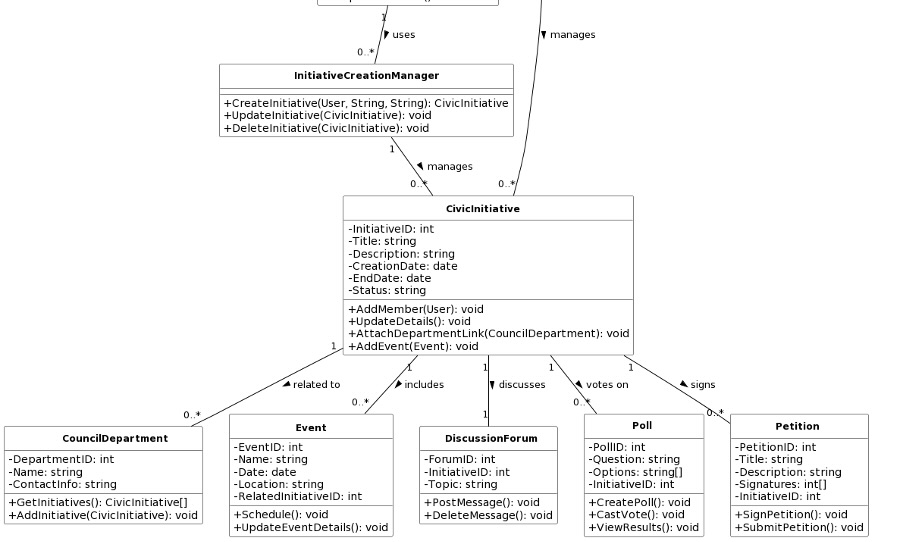 1
uses
manages
0..*
InitiativeCreationManager
+CreateInitiative(User, String, String): CivicInitiative
+UpdateInitiative(CivicInitiative): void
+DeleteInitiative(CivicInitiative): void
1
manages
0..*
0..*
CivicInitiative
-InitiativeID: int
-Title: string
-Description: string
-CreationDate: date
-EndDate: date
-Status: string
+AddMember(User): void
+UpdateDetails(): void
+AttachDepartmentLink(CouncilDepartment): void
+AddEvent(Event): void
1
1
1
1
1
related to
includes
discusses
votes on
signs
0..*
0..*
1
0..*
0..*
CouncilDepartment
-DepartmentID: int
-Name: string
-ContactInfo: string
+GetInitiatives(): CivicInitiative[]
+AddInitiative(CivicInitiative): void
Event
-EventID: int
-Name: string
-Date: date
-Location: string
-RelatedInitiativeID: int
+Schedule(): void
+UpdateEventDetails(): void
DiscussionForum
-ForumID: int
-InitiativeID: int
-Topic: string
+PostMessage(): void
+DeleteMessage(): void
Poll
-PollID: int
-Question: string
-Options: string[]
-InitiativeID: int
+CreatePoll(): void
+CastVote(): void
+ViewResults(): void
Petition
-PetitionID: int
-Title: string
-Description: string
-Signatures: int[]
-InitiativeID: int
+SignPetition(): void
+SubmitPetition(): void